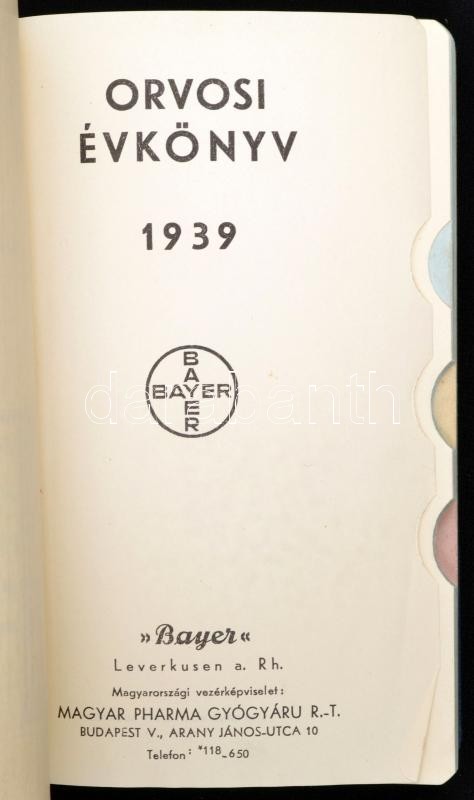 ORVOSI
ÉVKÖNYV
1939
BAYER
BAYER
»Bayer«
Leverkusen a. Rh.
Magyarországi vezérképviselet:
MAGYAR PHARMA GYÓGYÁRU R.-T.
BUDAPEST V., ARANY JÁNOS-UTCA 10
Telefon: *118-650
darabanth